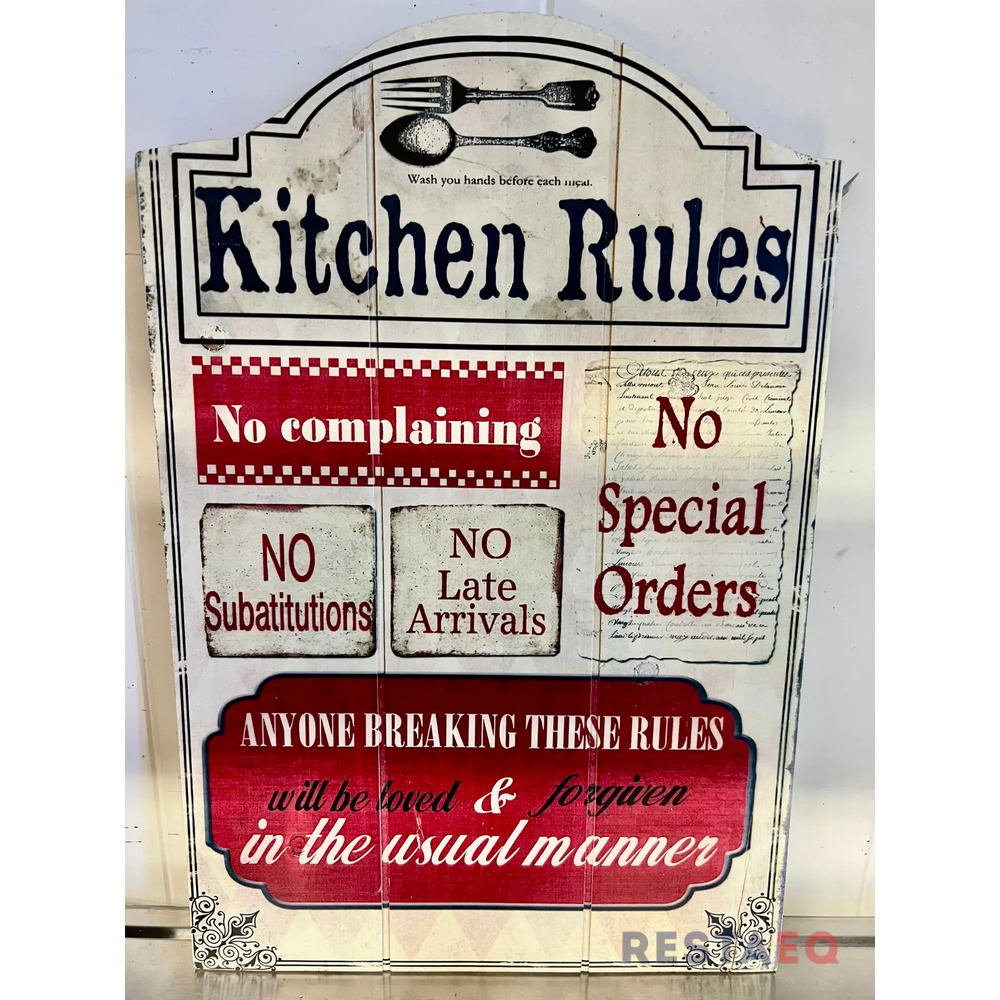 Wash you hands before each meal.
Kitchen Rules
No complaining
NO
Subatitutions
NO
Late
Arrivals
No
Special
Orders
ANYONE BREAKING THESE RULES
will be loved & forgiven
in the usual manner
RESTAEQ